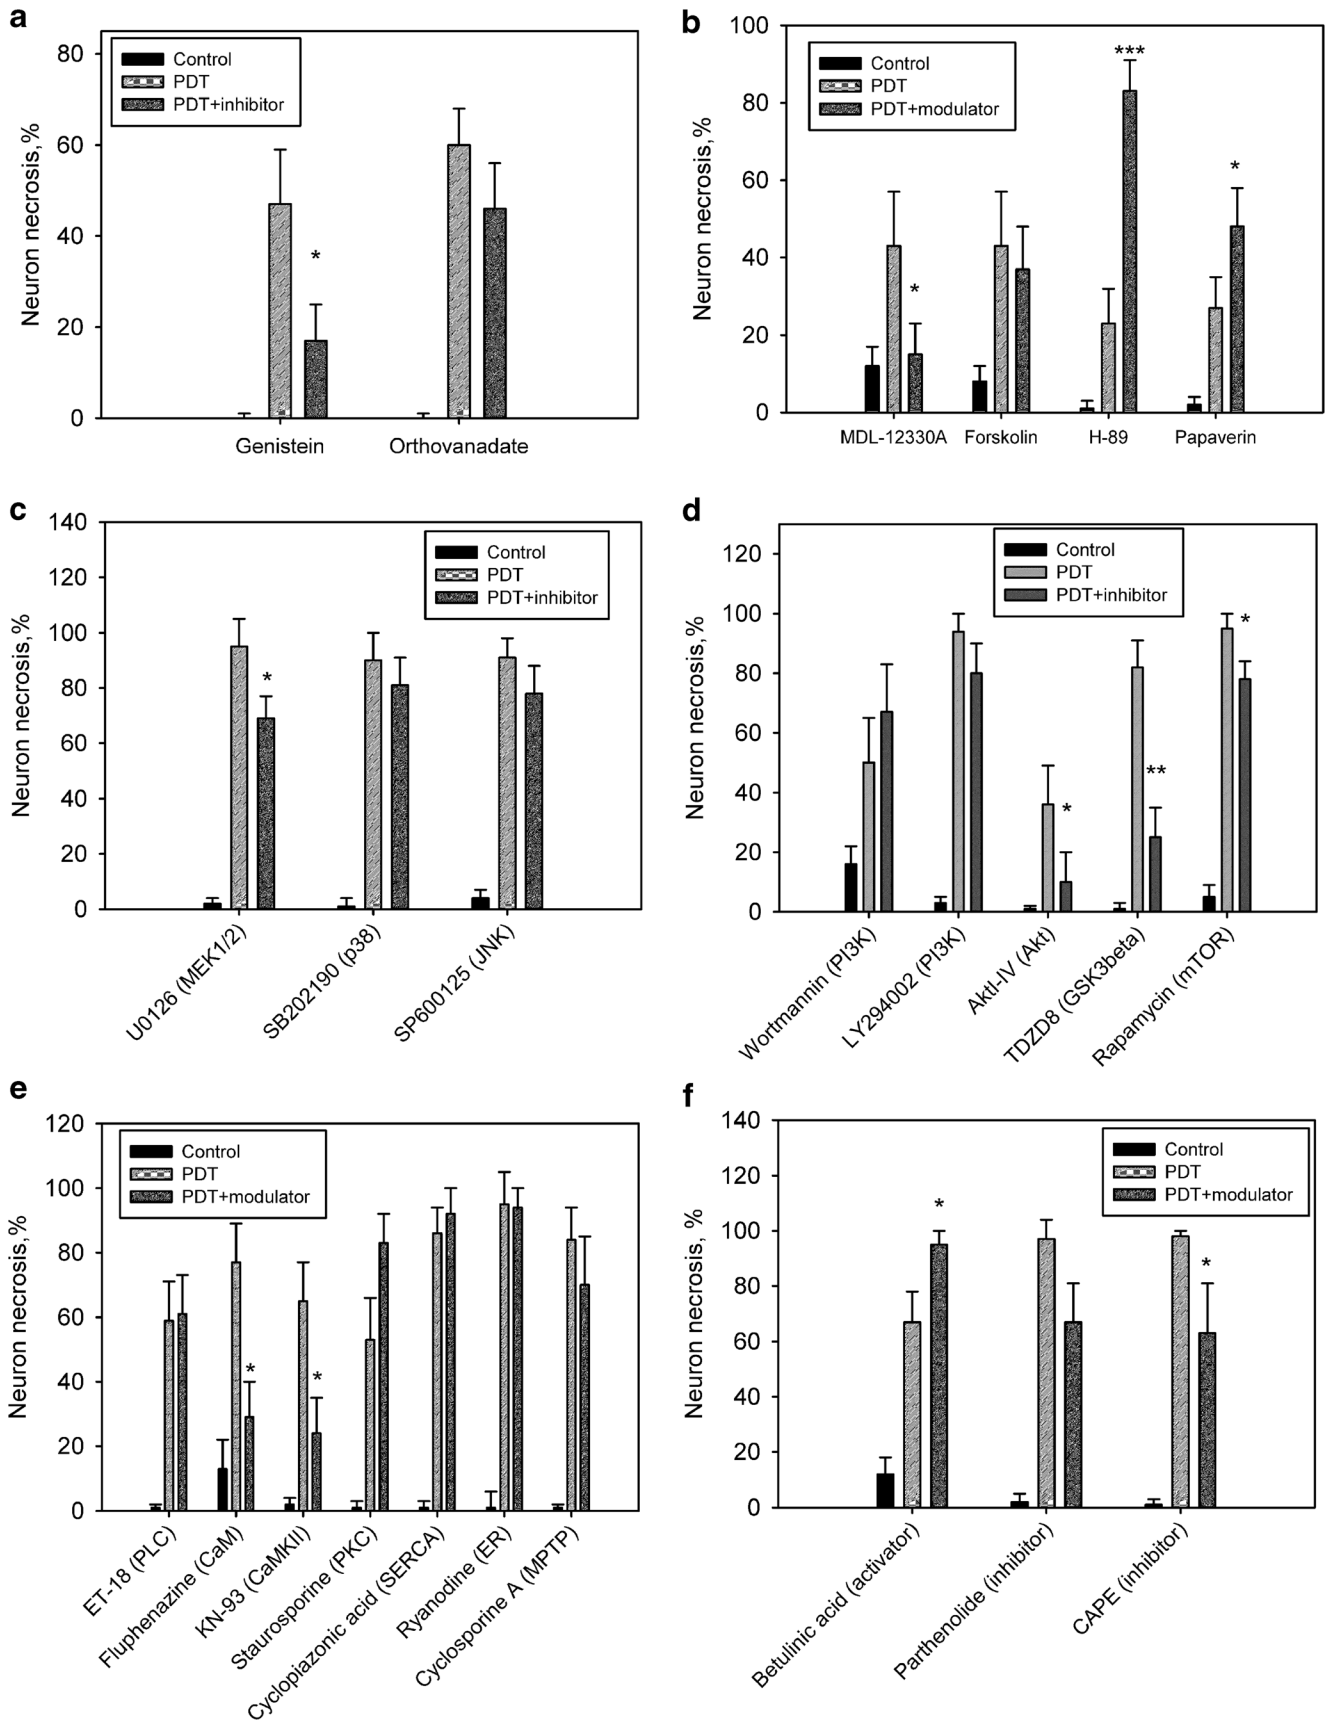 a
Neuron necrosis,%
80
60
40
20
0
Control
PDT
PDT+inhibitor
*
Genistein
Orthovanadate
b
Neuron necrosis,%
100
80
60
40
20
0
Control
PDT
PDT+modulator
*
***
*
MDL-12330A
Forskolin
H-89
Papaverin
c
Neuron necrosis,%
140
120
100
80
60
40
20
0
Control
PDT
PDT+inhibitor
*
U0126 (MEK1/2)
SB202190 (p38)
SP600125 (JNK)
d
Neuron necrosis,%
120
100
80
60
40
20
0
Control
PDT
PDT+inhibitor
*
**
*
Wortmannin (PI3K)
LY294002 (PI3K)
AktI-IV (Akt)
TDZD8 (GSK3beta)
Rapamycin (mTOR)
e
Neuron necrosis,%
120
100
80
60
40
20
0
Control
PDT
PDT+modulator
*
*
ET-18 (PLC)
Fluphenazine (CaM)
KN-93 (CaMKII)
Staurosporine (PKC)
Cyclopiazonic acid (SERCA)
Ryanodine (ER)
Cyclosporine A (MPTP)
f
Neuron necrosis, %
140
120
100
80
60
40
20
0
Control
PDT
PDT+modulator
*
*
Betulinic acid (activator)
Parthenolide (inhibitor)
CAPE (inhibitor)